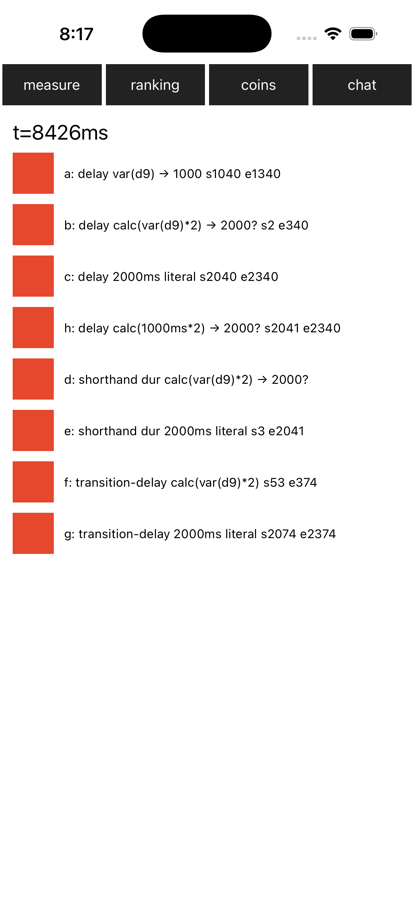 8:17
measure ranking coins chat
t=8426ms
a: delay var(d9) → 1000 s1040 e1340
b: delay calc(var(d9)*2) → 2000? s2 e340
c: delay 2000ms literal s2040 e2340
h: delay calc(1000ms*2) → 2000? s2041 e2340
d: shorthand dur calc(var(d9)*2) → 2000?
e: shorthand dur 2000ms literal s3 e2041
f: transition-delay calc(var(d9)*2) s53 e374
g: transition-delay 2000ms literal s2074 e2374